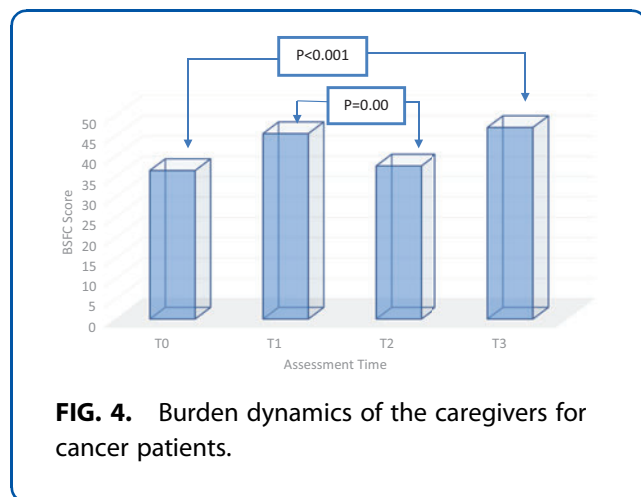 P<0.001
P=0.00
50
45
40
35
30
25
20
15
10
5
0
BSFC Score
T0 T1 T2 T3
Assessment Time
FIG. 4. Burden dynamics of the caregivers for
cancer patients.